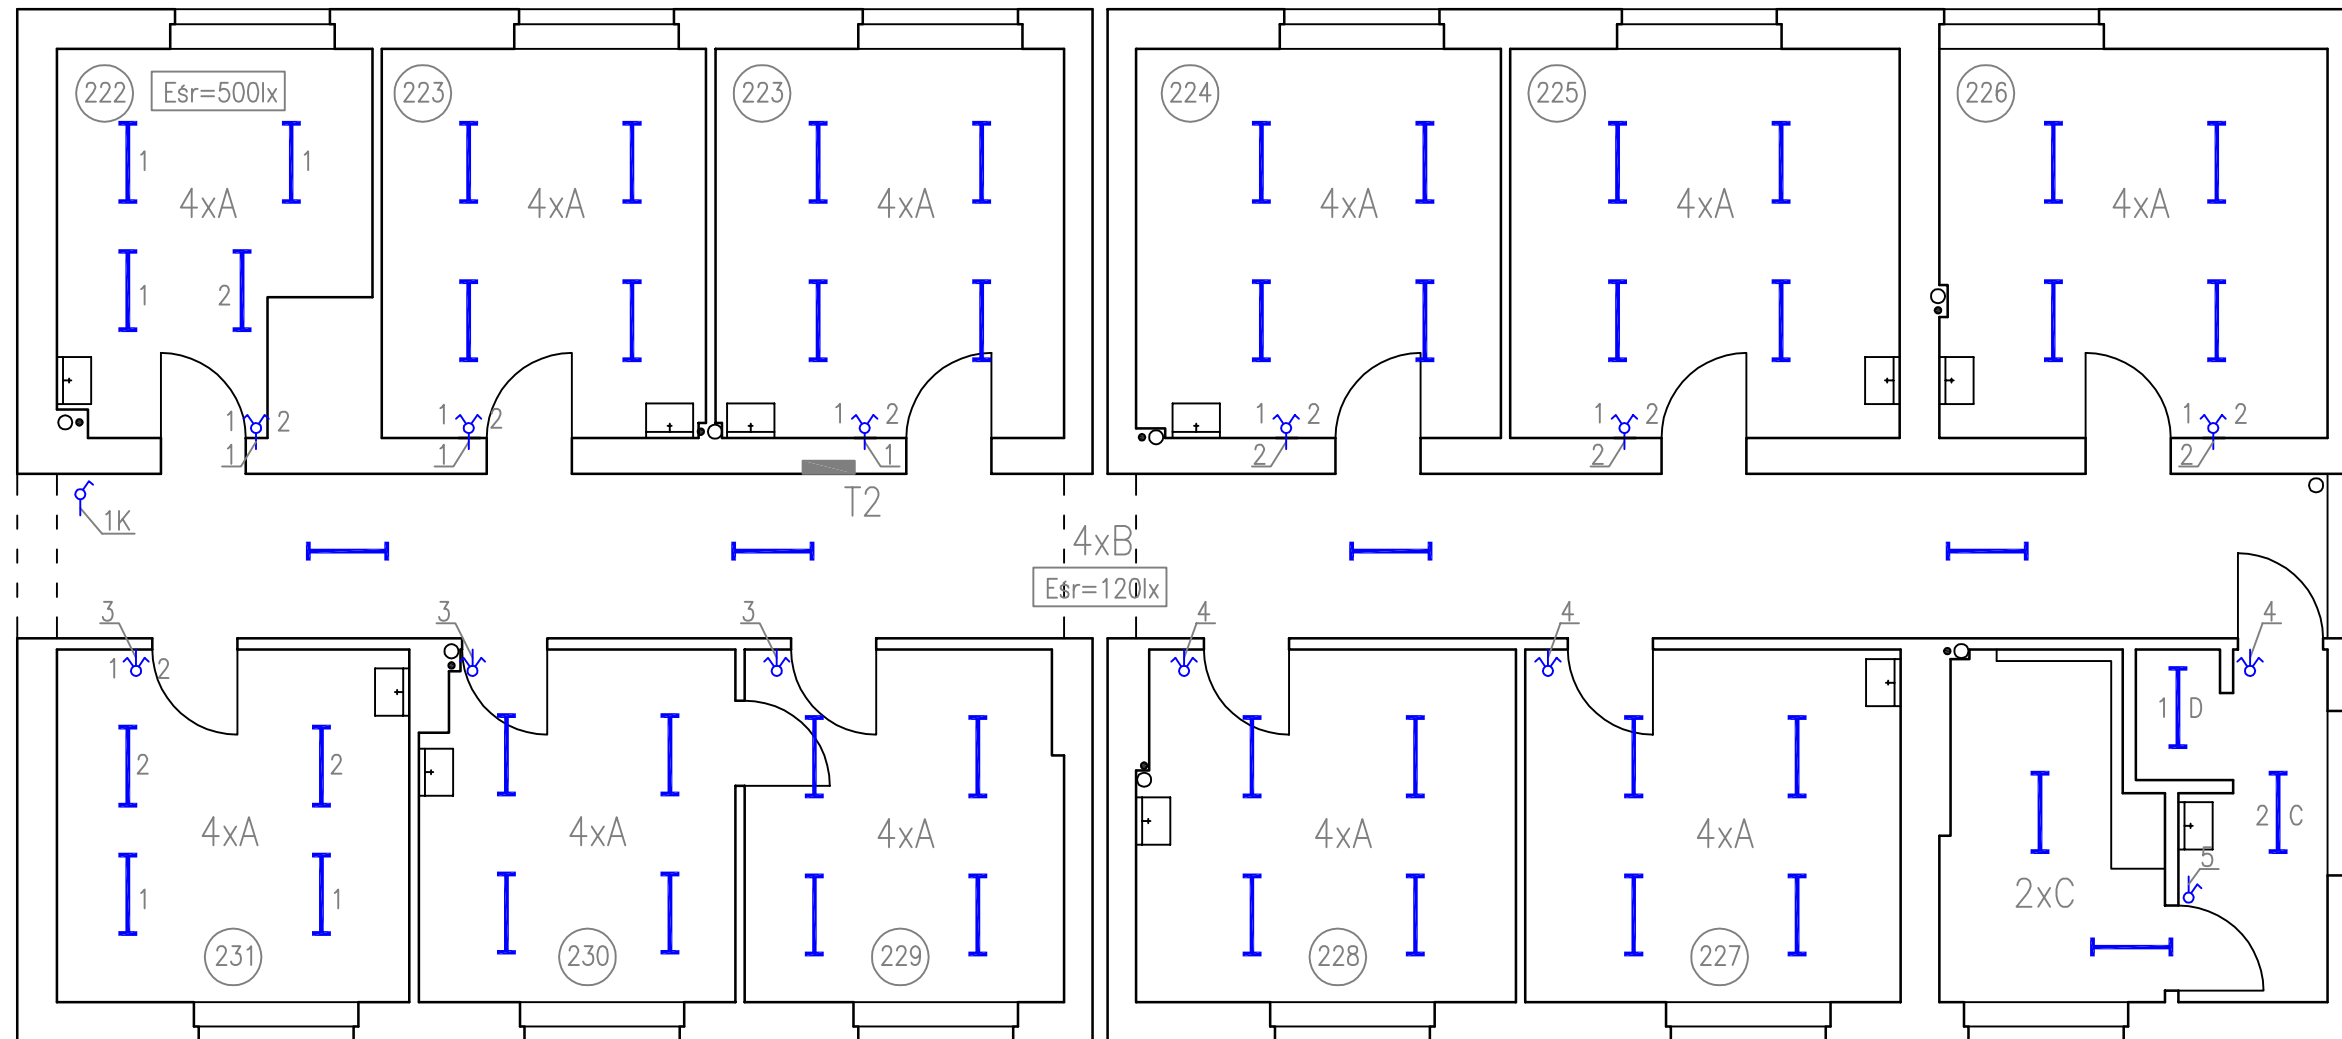 222 Eśr=500lx 223 223 224 225 226
1 1
4xA 4xA 4xA 4xA 4xA 4xA
1 2
1 2 1 2 1 2 1 2 1 2 1 2
1 1 1 2 2 2
1K T2
4xB
Eśr=120lx
3 3 3 4 4 4
1 2
1 D
2 2
2 C
4xA 4xA 4xA 4xA 4xA
5
1 1 2xC
231 230 229 228 227